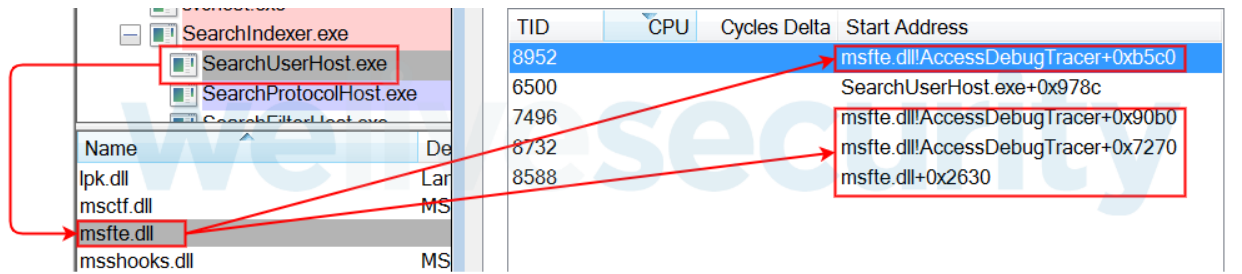 svchost.exe
SearchIndexer.exe
SearchUserHost.exe
SearchProtocolHost.exe
SearchFilterHost.exe
Name De
lpk.dll Lar
msctf.dll MS
msfte.dll
msshooks.dll MS
TID CPU Cycles Delta Start Address
8952 msfte.dll!AccessDebugTracer+0xb5c0
6500 SearchUserHost.exe+0x978c
7496 msfte.dll!AccessDebugTracer+0x90b0
8732 msfte.dll!AccessDebugTracer+0x7270
8588 msfte.dll+0x2630
welivesecurity